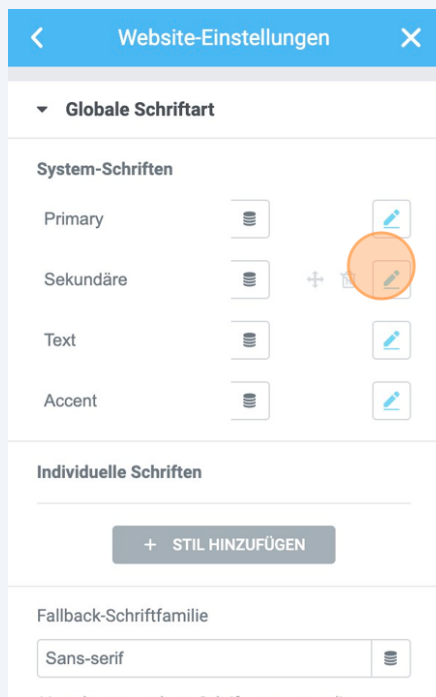 Website-Einstellungen
Globale Schriftart
System-Schriften
Primary
Sekundäre
Text
Accent
Individuelle Schriften
+ STIL HINZUFÜGEN
Fallback-Schriftfamilie
Sans-serif